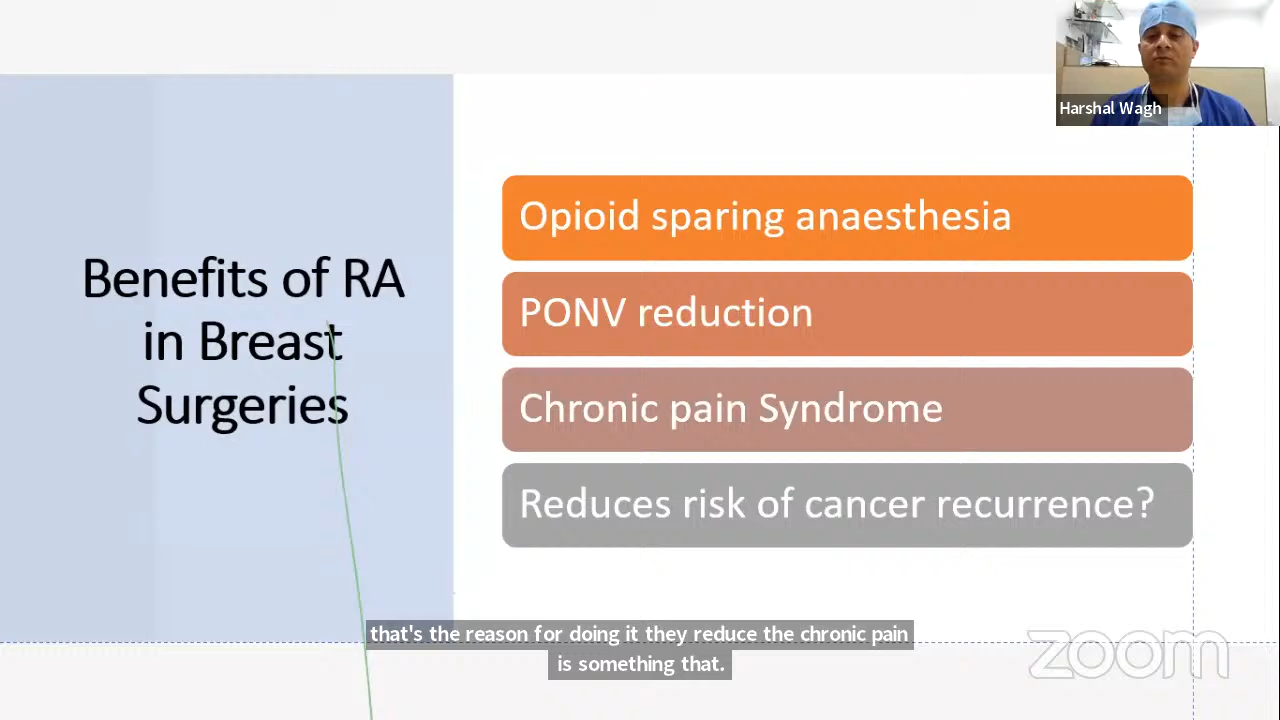 Harshal Wagh
Benefits of RA
in Breast
Surgeries
Opioid sparing anaesthesia
PONV reduction
Chronic pain Syndrome
Reduces risk of cancer recurrence?
that's the reason for doing it they reduce the chronic pain
is something that.
zoom